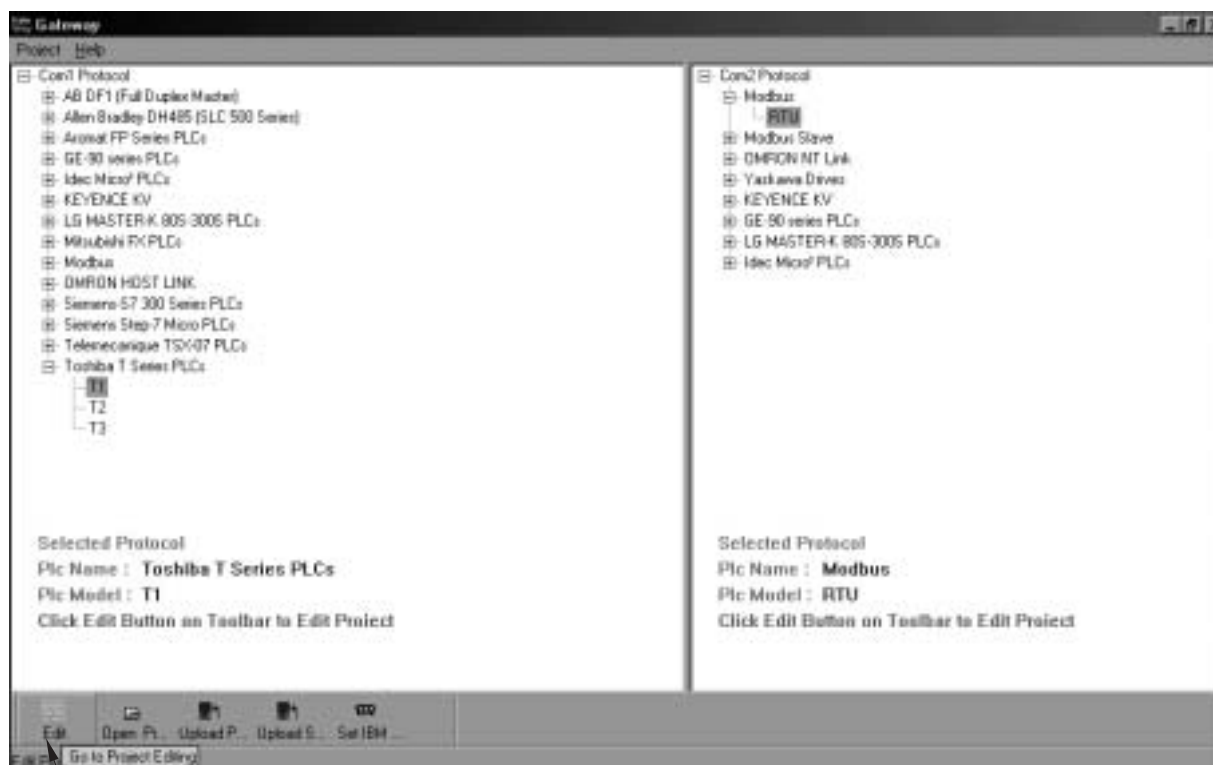 Gateway
Project Help
Com1 Protocol
AB DF1 (Full Duplex Master)
Allen Bradley DH485 (SLC 500 Series)
Aromat FP Series PLCs
GE-90 series PLCs
Idec Micro³ PLCs
KEYENCE KV
LG MASTER-K 80S-300S PLCs
Mitsubishi FX PLCs
Modbus
OMRON HOST LINK
Siemens S7 300 Series PLCs
Siemens Step-7 Micro PLCs
Telemecanique TSX-07 PLCs
Toshiba T Series PLCs
T1
T2
T3
Selected Protocol
Plc Name : Toshiba T Series PLCs
Plc Model : T1
Click Edit Button on Toolbar to Edit Project
Com2 Protocol
Modbus
RTU
Modbus Slave
OMRON NT Link
Yaskawa Drives
KEYENCE KV
GE-90 series PLCs
LG MASTER-K 80S-300S PLCs
Idec Micro³ PLCs
Selected Protocol
Plc Name : Modbus
Plc Model : RTU
Click Edit Button on Toolbar to Edit Project
Edit Open Pr... Upload P... Upload S... Set IBM ...
Go to Project Editing